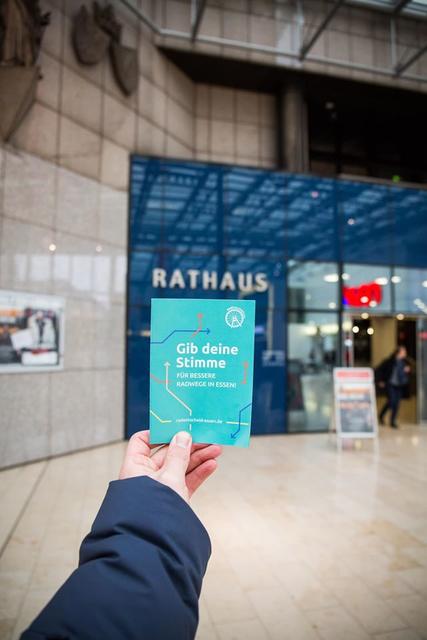 RATHAUS
Gib deine
Stimme
FÜR BESSERE
RADWEGE IN ESSEN!
radentscheid-essen.de